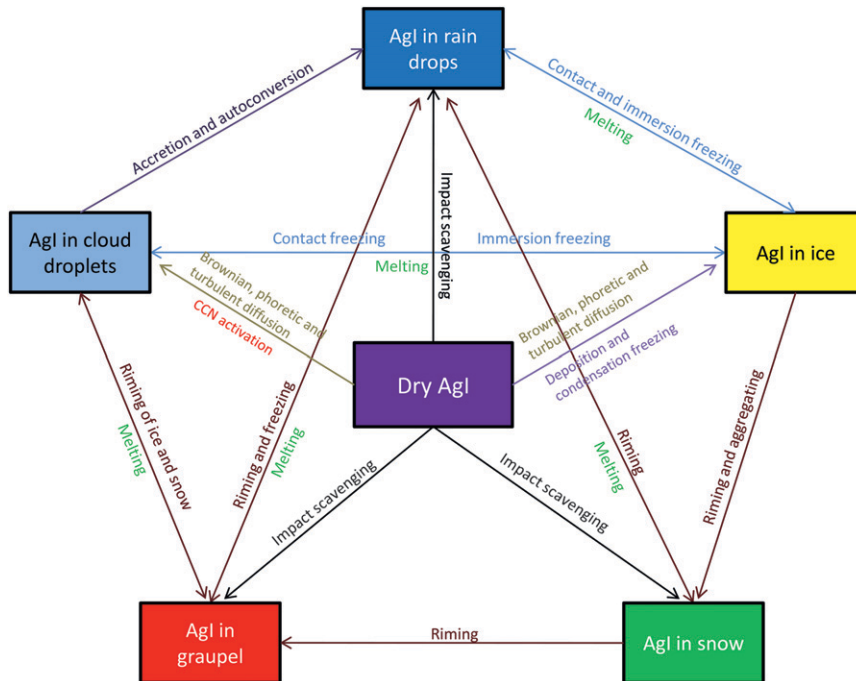 AgI in rain
drops
Accretion and autoconversion
Contact and immersion freezing
Melting
Impact scavenging
AgI in cloud
droplets
Contact freezing
Immersion freezing
Melting
AgI in ice
Brownian, phoretic and
turbulent diffusion
CCN activation
Brownian, phoretic and
turbulent diffusion
Deposition and
condensation freezing
Dry AgI
Riming of ice and snow
Melting
Riming and freezing
Melting
Riming
Melting
Riming and aggregating
Impact scavenging
Impact scavenging
AgI in
graupel
Riming
AgI in snow